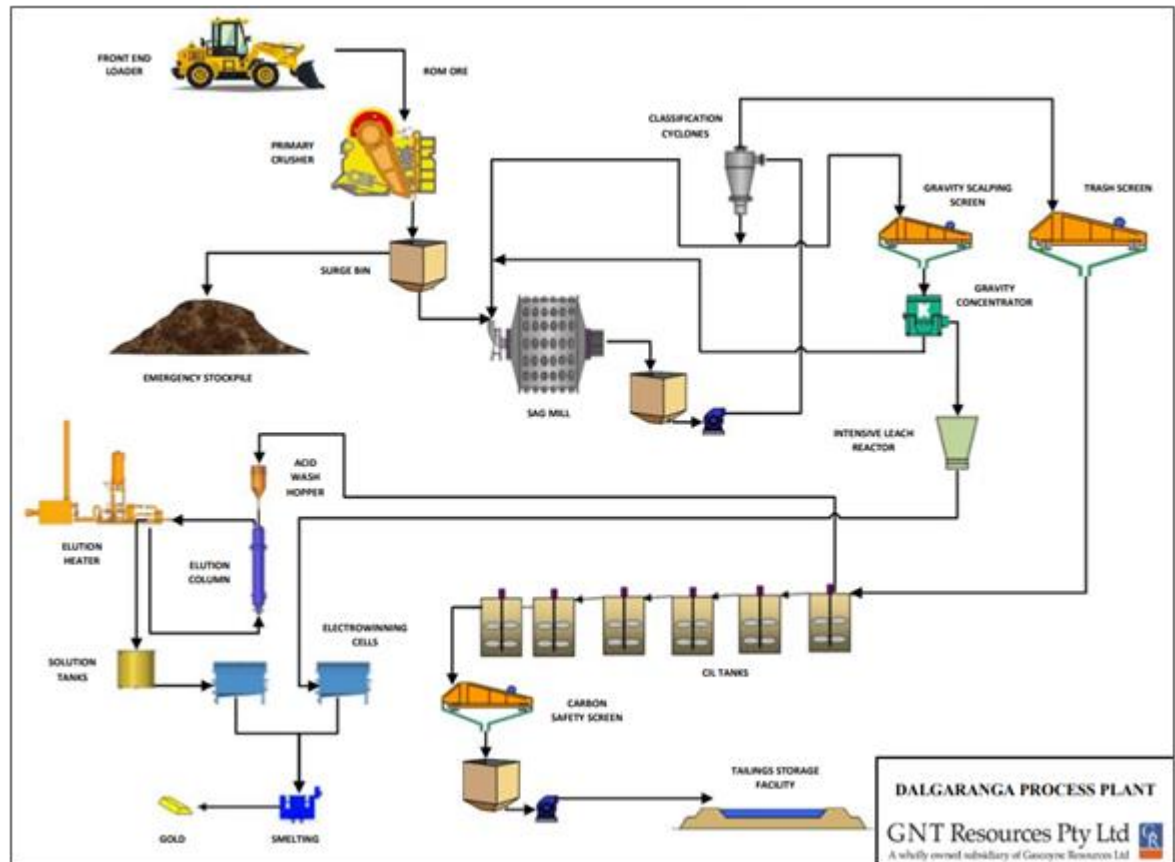 FRONT END
LOADER
ROM ORE
PRIMARY
CRUSHER
CLASSIFICATION
CYCLONES
GRAVITY SCALPING
SCREEN
TRASH SCREEN
SURGE BIN
GRAVITY
CONCENTRATOR
EMERGENCY STOCKPILE
SAG MILL
INTENSIVE LEACH
REACTOR
ACID
WASH
HOPPER
ELUTION
HEATER
ELUTION
COLUMN
ELECTROWINNING
CELLS
SOLUTION
TANKS
CIL TANKS
CARBON
SAFETY SCREEN
TAILINGS STORAGE
FACILITY
GOLD
SMELTING
DALGARANGA PROCESS PLANT
GNT Resources Pty Ltd
A wholly owned subsidiary of Gascoyne Resources Ltd